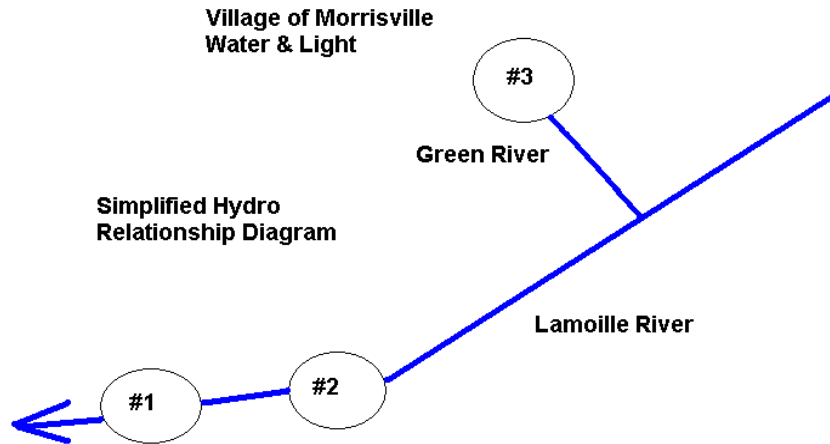 Village of Morrisville
Water & Light
#3
Green River
Simplified Hydro
Relationship Diagram
Lamoille River
#2
#1